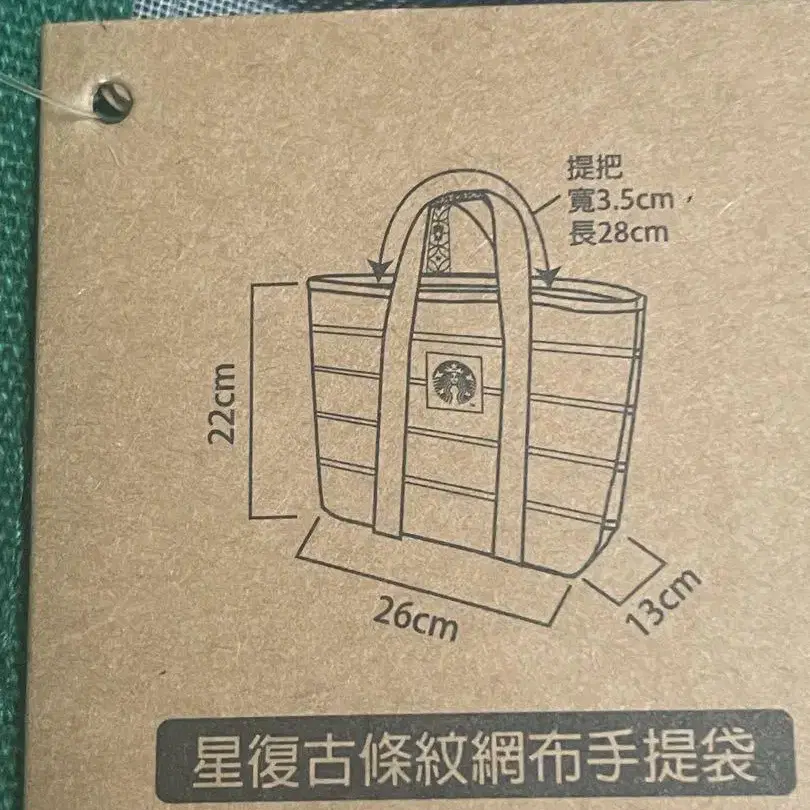 提把
寬3.5cm,
長28cm
22cm
26cm
13cm
星復古條紋網布手提袋